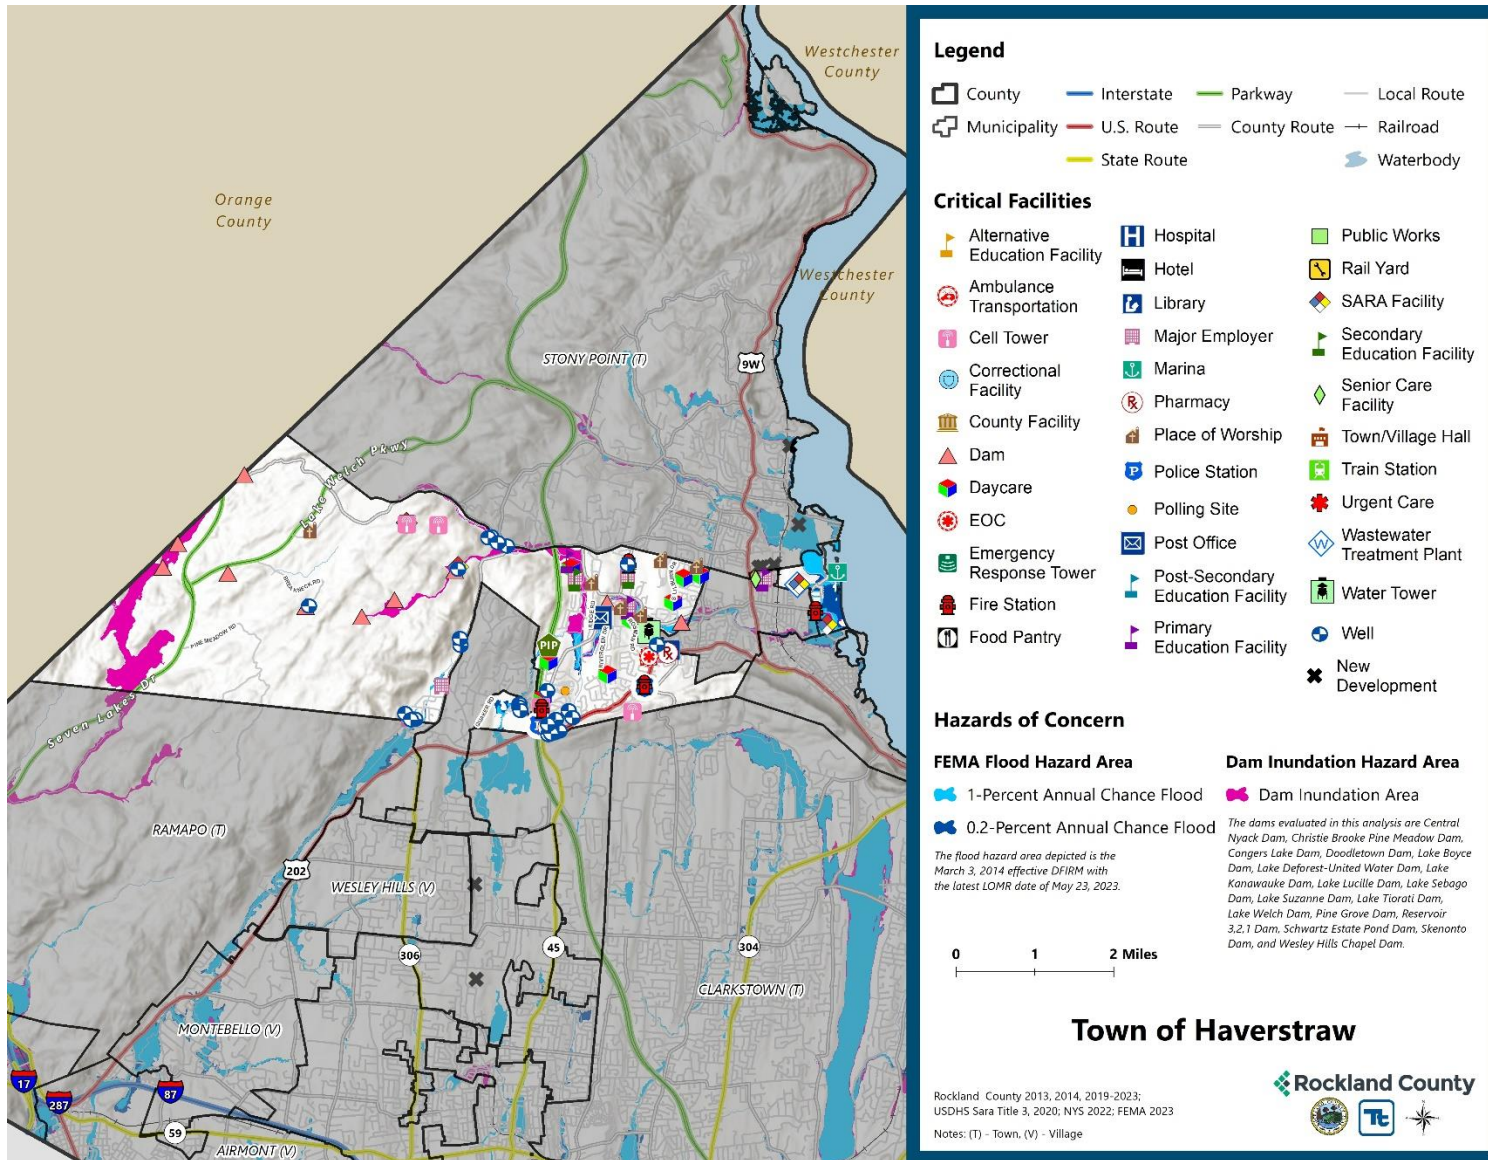 Westchester
County
Orange
County
Westchester
County
STONY POINT (T)
9W
Lake Welch Pkwy
BREAKNECK RD
PINE MEADOW RD
Seven Lakes Dr
PIP
QUAKER RD
RAMAPO (T)
202
WESLEY HILLS (V)
306
45
304
CLARKSTOWN (T)
MONTEBELLO (V)
17
287
87
59
AIRMONT (V)
Legend
County
Interstate
Parkway
Local Route
Municipality
U.S. Route
County Route
Railroad
State Route
Waterbody
Critical Facilities
Alternative
Education Facility
Ambulance
Transportation
Cell Tower
Correctional
Facility
County Facility
Dam
Daycare
EOC
Emergency
Response Tower
Fire Station
Food Pantry
Hospital
Hotel
Library
Major Employer
Marina
Pharmacy
Place of Worship
Police Station
Polling Site
Post Office
Post-Secondary
Education Facility
Primary
Education Facility
Public Works
Rail Yard
SARA Facility
Secondary
Education Facility
Senior Care
Facility
Town/Village Hall
Train Station
Urgent Care
Wastewater
Treatment Plant
Water Tower
Well
New
Development
Hazards of Concern
FEMA Flood Hazard Area
1-Percent Annual Chance Flood
0.2-Percent Annual Chance Flood
The flood hazard area depicted is the
March 3, 2014 effective DFIRM with
the latest LOMR date of May 23, 2023.
Dam Inundation Hazard Area
Dam Inundation Area
The dams evaluated in this analysis are Central
Nyack Dam, Christie Brooke Pine Meadow Dam,
Congers Lake Dam, Doodletown Dam, Lake Boyce
Dam, Lake Deforest-United Water Dam, Lake
Kanawauke Dam, Lake Lucille Dam, Lake Sebago
Dam, Lake Suzanne Dam, Lake Tiorati Dam,
Lake Welch Dam, Pine Grove Dam, Reservoir
3,2,1 Dam, Schwartz Estate Pond Dam, Skenonto
Dam, and Wesley Hills Chapel Dam.
0 1 2 Miles
Town of Haverstraw
Rockland County 2013, 2014, 2019-2023;
USDHS Sara Title 3, 2020; NYS 2022; FEMA 2023
Notes: (T) - Town, (V) - Village
Rockland County
Tt